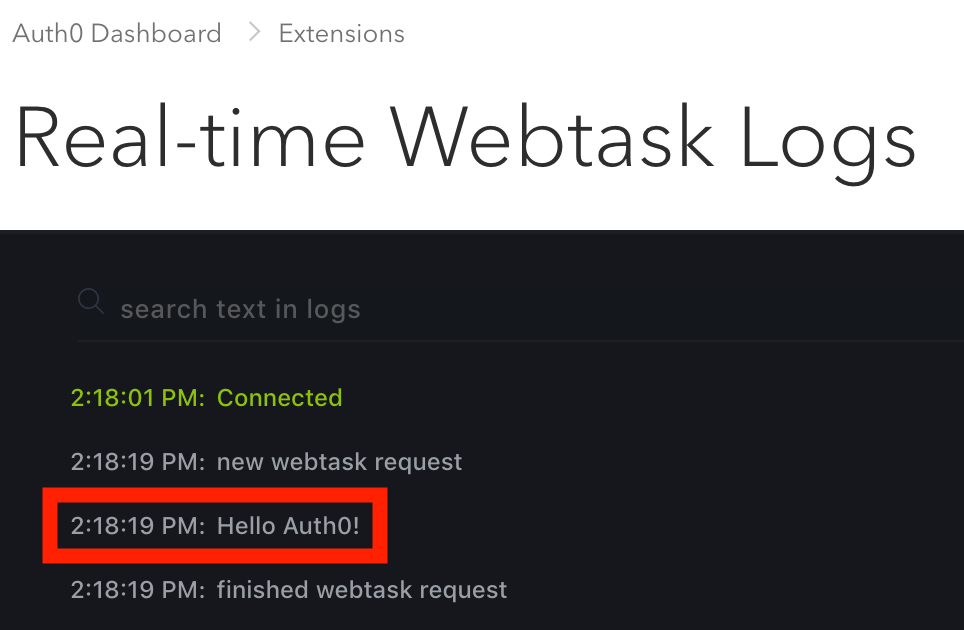 Auth0 Dashboard > Extensions
Real-time Webtask Logs
search text in logs
2:18:01 PM: Connected
2:18:19 PM: new webtask request
2:18:19 PM: Hello Auth0!
2:18:19 PM: finished webtask request